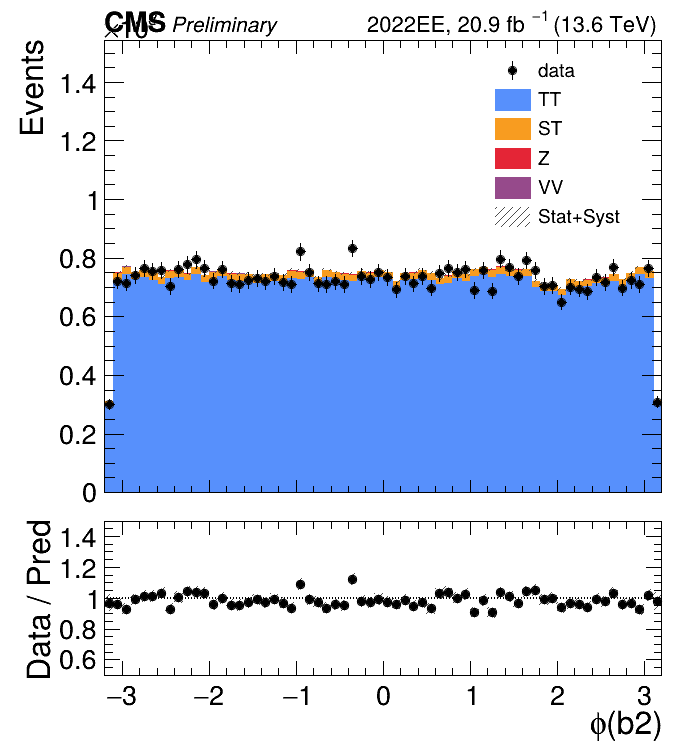 CMS Preliminary 2022EE, 20.9 fb⁻¹ (13.6 TeV)
Events
1.4
1.2
1
0.8
0.6
0.4
0.2
0
data
TT
ST
Z
VV
Stat+Syst
Data / Pred
1.4
1.2
1
0.8
0.6
−3 −2 −1 0 1 2 3
ϕ(b2)